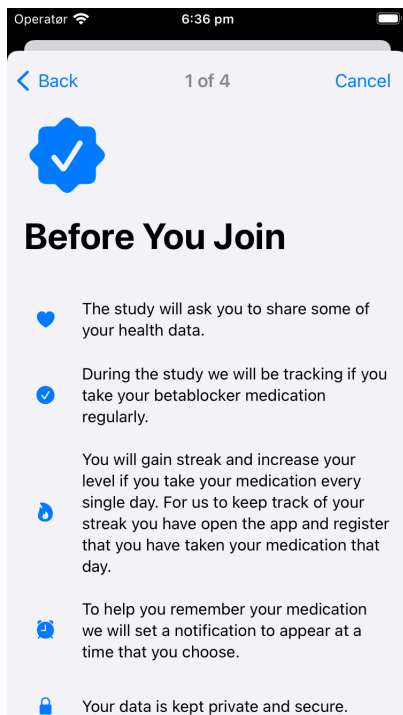 Operatør 6:36 pm
Back 1 of 4 Cancel
Before You Join
The study will ask you to share some of
your health data.
During the study we will be tracking if you
take your betablocker medication
regularly.
You will gain streak and increase your
level if you take your medication every
single day. For us to keep track of your
streak you have open the app and register
that you have taken your medication that
day.
To help you remember your medication
we will set a notification to appear at a
time that you choose.
Your data is kept private and secure.